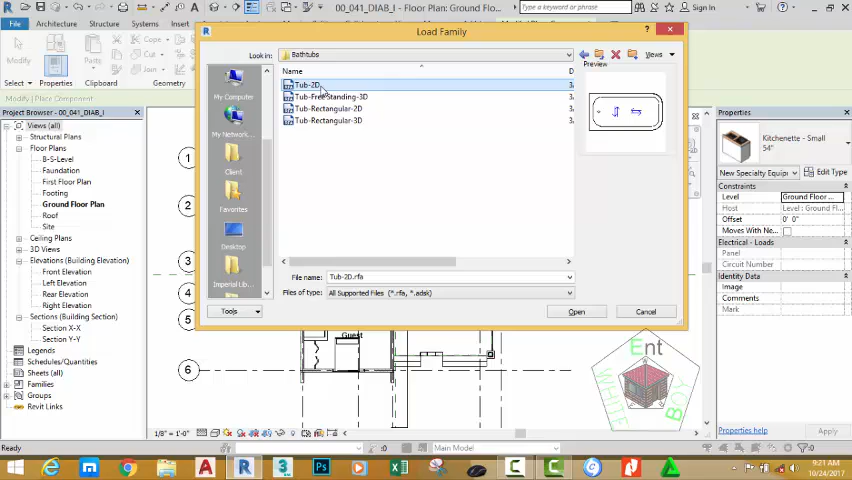 00_041_DIAB_I - Floor Plan: Ground Flo...
Type a keyword or phrase
Sign In
File
Architecture
Structure
Systems
Insert
Modify
Select
Properties
Cope
Cut
Join
Modify | Place Component
Load Family
Look in:
Bathtubs
Views
Name
D
Preview
Tub-2D
Tub-Free Standing-3D
Tub-Rectangular-2D
Tub-Rectangular-3D
My Computer
My Network...
Client
Favorites
Desktop
Imperial Lib...
File name:
Tub-2D.rfa
Files of type:
All Supported Files (*.rfa, *.adsk)
Tools
Open
Cancel
Project Browser - 00_041_DIAB_I...
Views (all)
Structural Plans
Floor Plans
B-S-Level
Foundation
First Floor Plan
Footing
Ground Floor Plan
Roof
Site
Ceiling Plans
3D Views
Elevations (Building Elevation)
Front Elevation
Left Elevation
Rear Elevation
Right Elevation
Sections (Building Section)
Section X-X
Section Y-Y
Legends
Schedules/Quantities
Sheets (all)
Families
Groups
Revit Links
1
2
3
4
5
6
Guest
1/8" = 1'-0"
Properties
Kitchenette - Small
54"
New Specialty Equip
Edit Type
Constraints
Level
Ground Floor ...
Host
Level : Ground Fl...
Offset
0' 0"
Moves With Ne...
Electrical - Loads
Panel
Circuit Number
Identity Data
Image
Comments
Mark
Properties help
Apply
Ent
WHITE
BOY
Ready
:0
Main Model
9:21 AM
10/24/2017